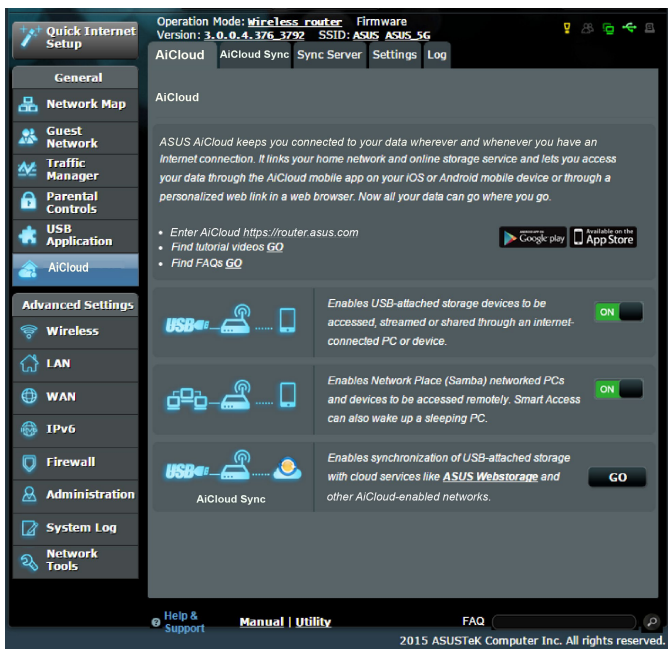 Operation Mode: Wireless router Firmware
Version: 3.0.0.4.376_3792 SSID: ASUS ASUS_5G
Quick Internet
Setup
General
Network Map
Guest
Network
Traffic
Manager
Parental
Controls
USB
Application
AiCloud
Advanced Settings
Wireless
LAN
WAN
IPv6
Firewall
Administration
System Log
Network
Tools
AiCloud AiCloud Sync Sync Server Settings Log
AiCloud
ASUS AiCloud keeps you connected to your data wherever and whenever you have an
Internet connection. It links your home network and online storage service and lets you access
your data through the AiCloud mobile app on your iOS or Android mobile device or through a
personalized web link in a web browser. Now all your data can go where you go.
• Enter AiCloud https://router.asus.com
• Find tutorial videos GO
• Find FAQs GO
Google play
Available on the
App Store
USB
Enables USB-attached storage devices to be
accessed, streamed or shared through an internet-
connected PC or device.
ON
Enables Network Place (Samba) networked PCs
and devices to be accessed remotely. Smart Access
can also wake up a sleeping PC.
ON
USB
AiCloud Sync
Enables synchronization of USB-attached storage
with cloud services like ASUS Webstorage and
other AiCloud-enabled networks.
GO
Help &
Support
Manual | Utility
FAQ
2015 ASUSTeK Computer Inc. All rights reserved.